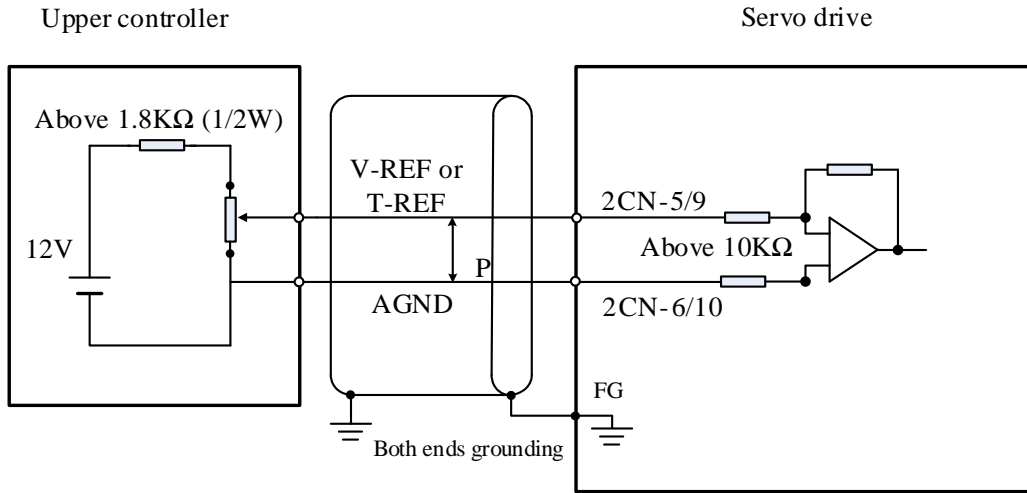 Upper controller
Servo drive
Above 1.8KΩ (1/2W)
V-REF or
T-REF
2CN-5/9
Above 10KΩ
12V
P
AGND
2CN-6/10
FG
Both ends grounding